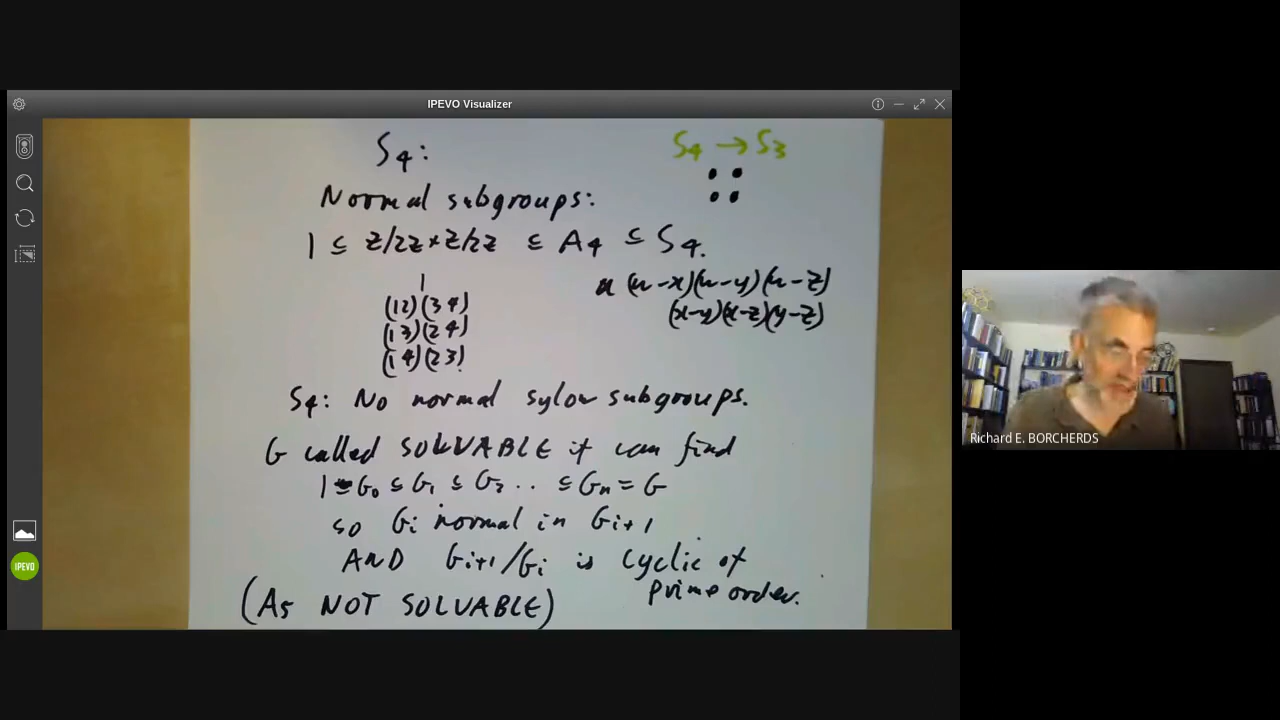 IPEVO Visualizer
S4:
S4 → S3
Normal subgroups:
1 ≤ Z/2Z × Z/2Z ≤ A4 ≤ S4.
1
(12)(34)
(13)(24)
(14)(23)
(w-x)(w-y)(w-z)
(x-y)(x-z)(y-z)
S4: No normal sylow subgroups.
G called SOLVABLE if can find
1 = G0 ≤ G1 ≤ G2 .. ≤ Gn = G
so Gi normal in Gi+1
AND Gi+1/Gi is cyclic of
prime order.
(A5 NOT SOLVABLE)
IPEVO
Richard E. BORCHERDS